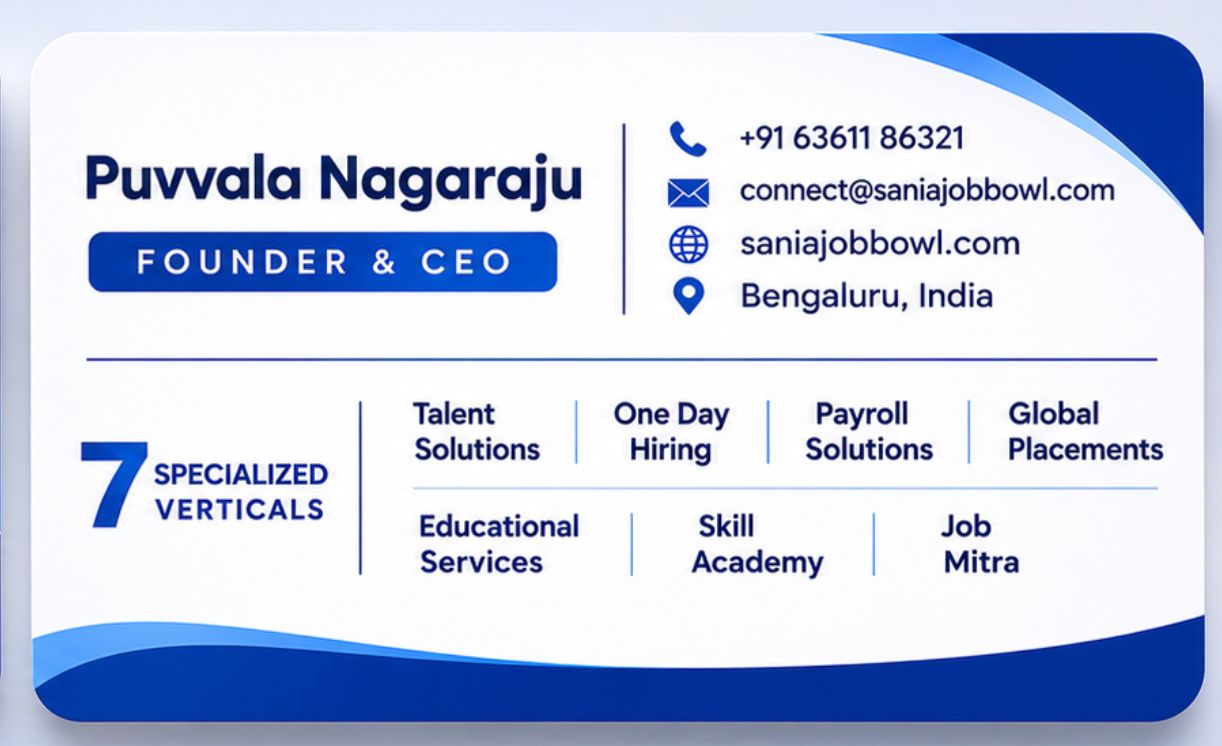 Puvvala Nagaraju
FOUNDER & CEO
+91 63611 86321
connect@saniajobbowl.com
saniajobbowl.com
Bengaluru, India
7 SPECIALIZED
VERTICALS
Talent
Solutions
One Day
Hiring
Payroll
Solutions
Global
Placements
Educational
Services
Skill
Academy
Job
Mitra